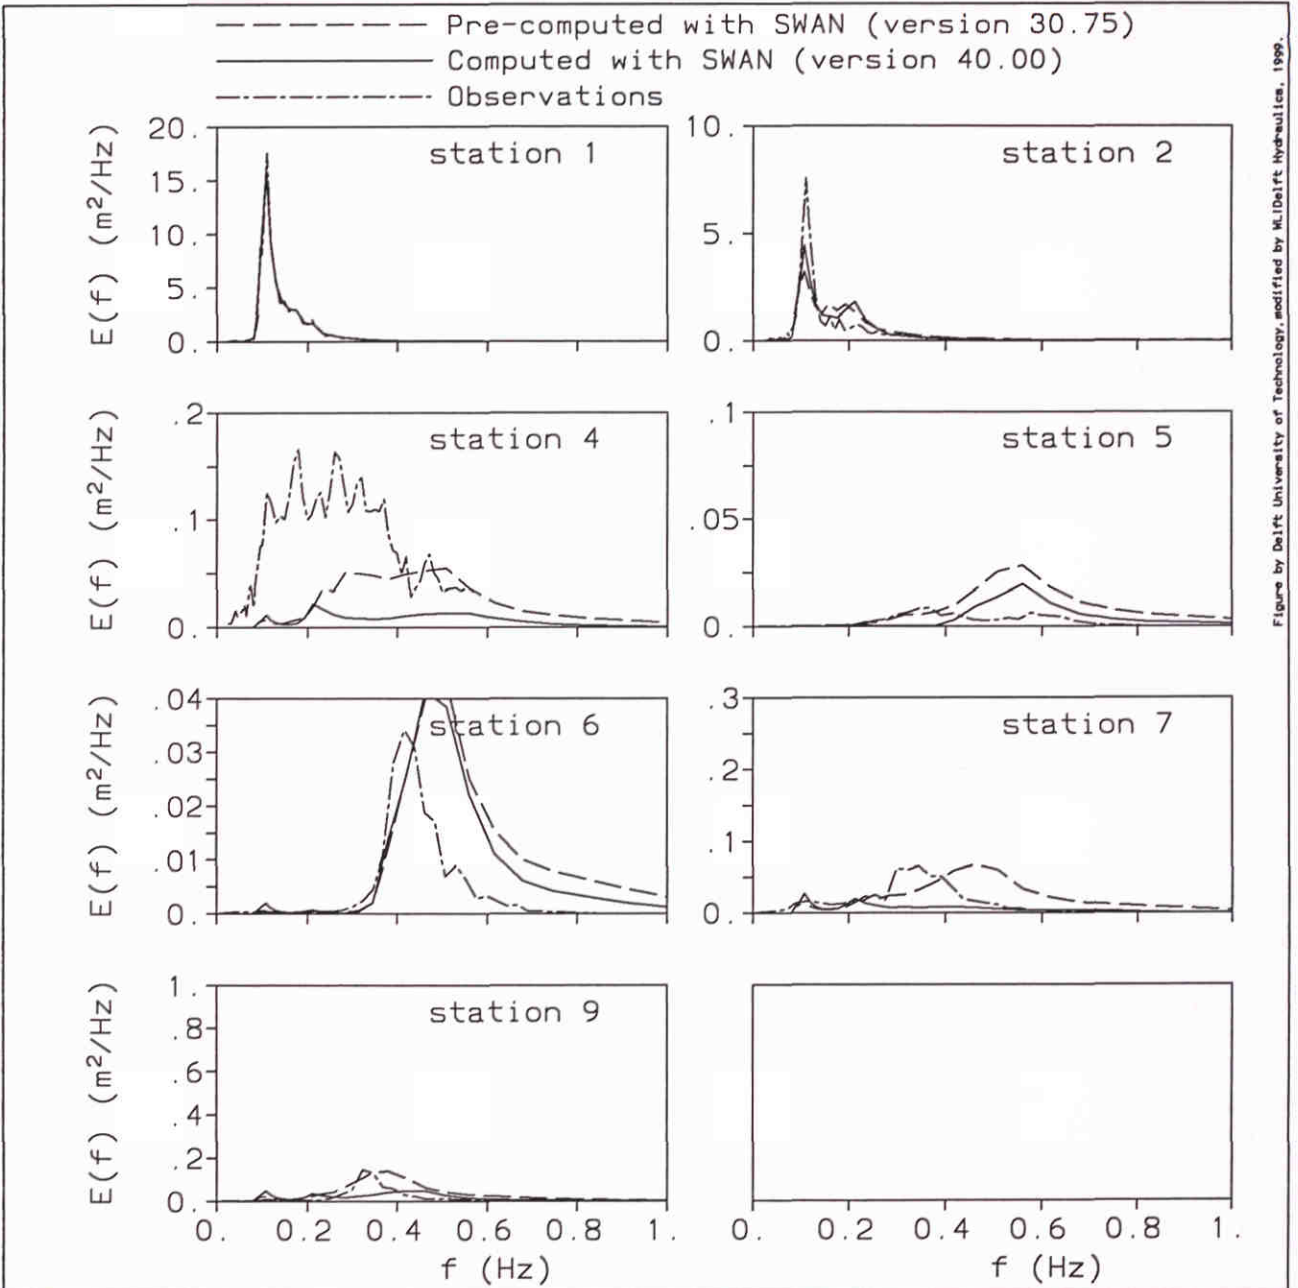 Pre-computed with SWAN (version 30.75)
Computed with SWAN (version 40.00)
Observations
20.
15.
10.
5.
0.
E(f) (m²/Hz)
station 1
10.
5.
0.
station 2
.2
.1
0.
E(f) (m²/Hz)
station 4
.1
.05
0.
station 5
.04
.03
.02
.01
0.
E(f) (m²/Hz)
station 6
.3
.2
.1
0.
station 7
1.
.8
.6
.4
.2
0.
E(f) (m²/Hz)
station 9
0. 0.2 0.4 0.6 0.8 1.
f (Hz)
0. 0.2 0.4 0.6 0.8 1.
f (Hz)
Figure by Delft University of Technology, modified by WL|Delft Hydraulics, 1999.